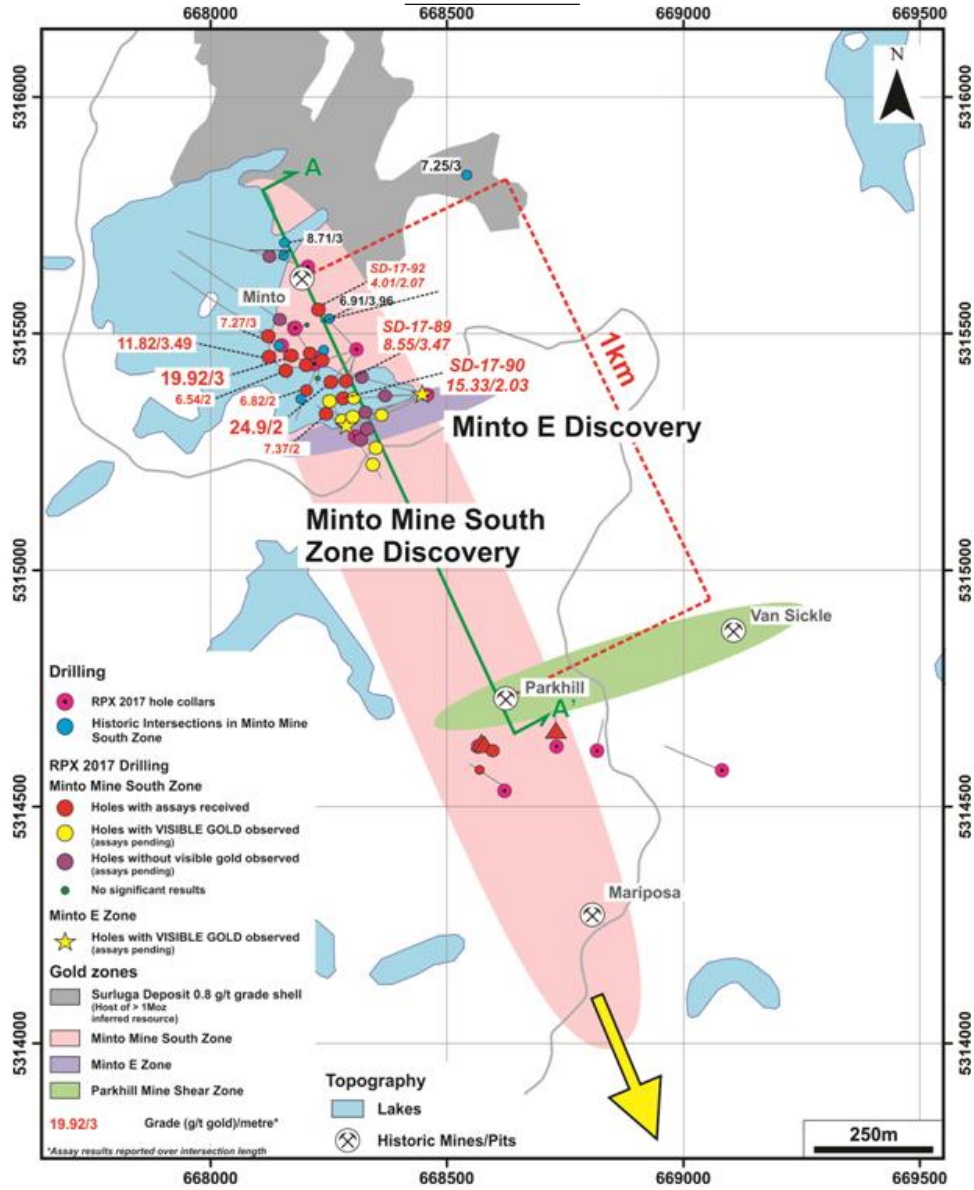 668000
668500
669000
669500
5316000
5316000
N
A
7.25/3
8.71/3
SD-17-92
4.01/2.07
Minto
6.91/3.96
5315500
5315500
7.27/3
SD-17-89
8.55/3.47
11.82/3.49
1km
19.92/3
SD-17-90
15.33/2.03
6.54/2
6.82/2
24.9/2
Minto E Discovery
7.37/2
Minto Mine South
Zone Discovery
5315000
5315000
Van Sickle
Parkhill
A'
5314500
5314500
Mariposa
5314000
5314000
Drilling
RPX 2017 hole collars
Historic Intersections in Minto Mine
South Zone
RPX 2017 Drilling
Minto Mine South Zone
Holes with assays received
Holes with VISIBLE GOLD observed
(assays pending)
Holes without visible gold observed
(assays pending)
No significant results
Minto E Zone
Holes with VISIBLE GOLD observed
(assays pending)
Gold zones
Surluga Deposit 0.8 g/t grade shell
(Host of > 1Moz
inferred resource)
Minto Mine South Zone
Minto E Zone
Parkhill Mine Shear Zone
19.92/3 Grade (g/t gold)/metre*
*Assay results reported over intersection length
Topography
Lakes
Historic Mines/Pits
250m
668000
668500
669000
669500